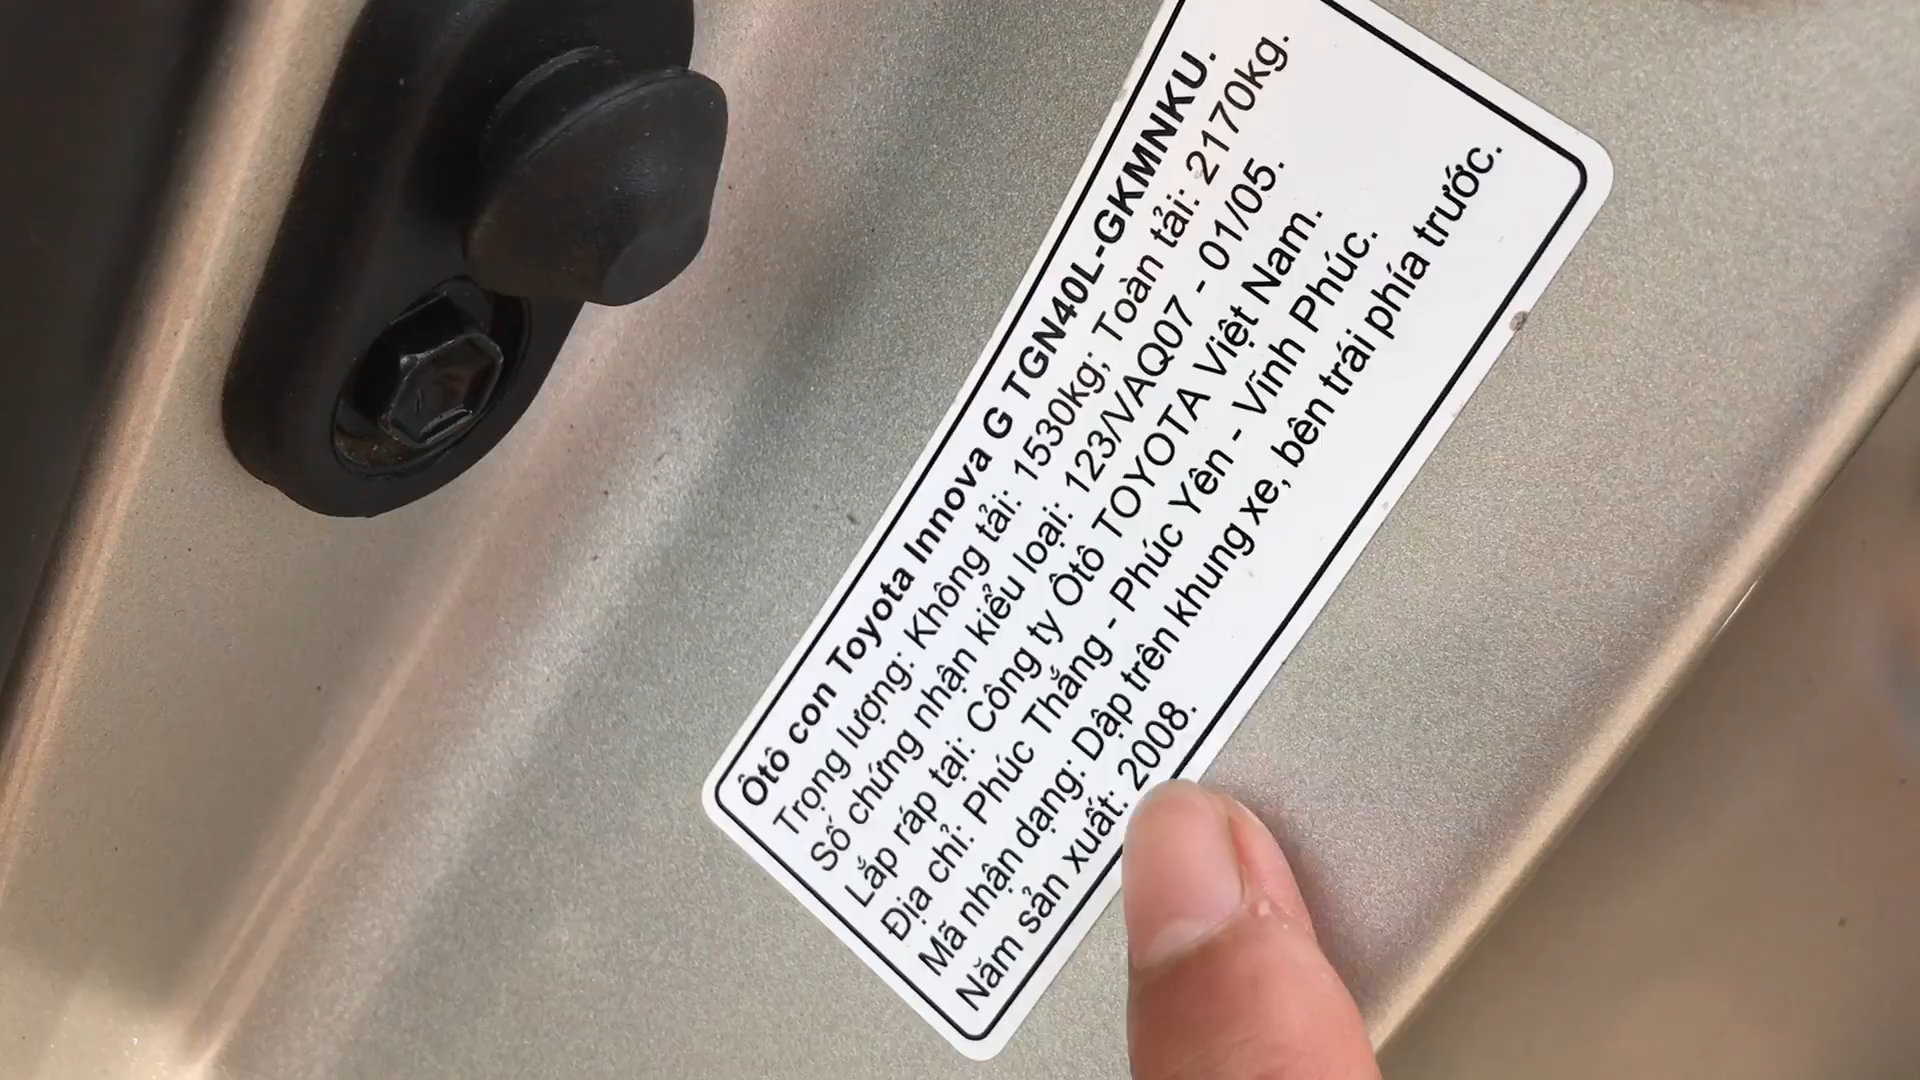 Ôtô con Toyota Innova G TGN40L-GKMNKU.
Trọng lượng: Không tải: 1530kg; Toàn tải: 2170kg.
Số chứng nhận kiểu loại: 123/VAQ07 - 01/05.
Lắp ráp tại: Công ty Ôtô TOYOTA Việt Nam.
Địa chỉ: Phúc Thắng - Phúc Yên - Vĩnh Phúc.
Mã nhận dạng: Dập trên khung xe, bên trái phía trước.
Năm sản xuất: 2008.